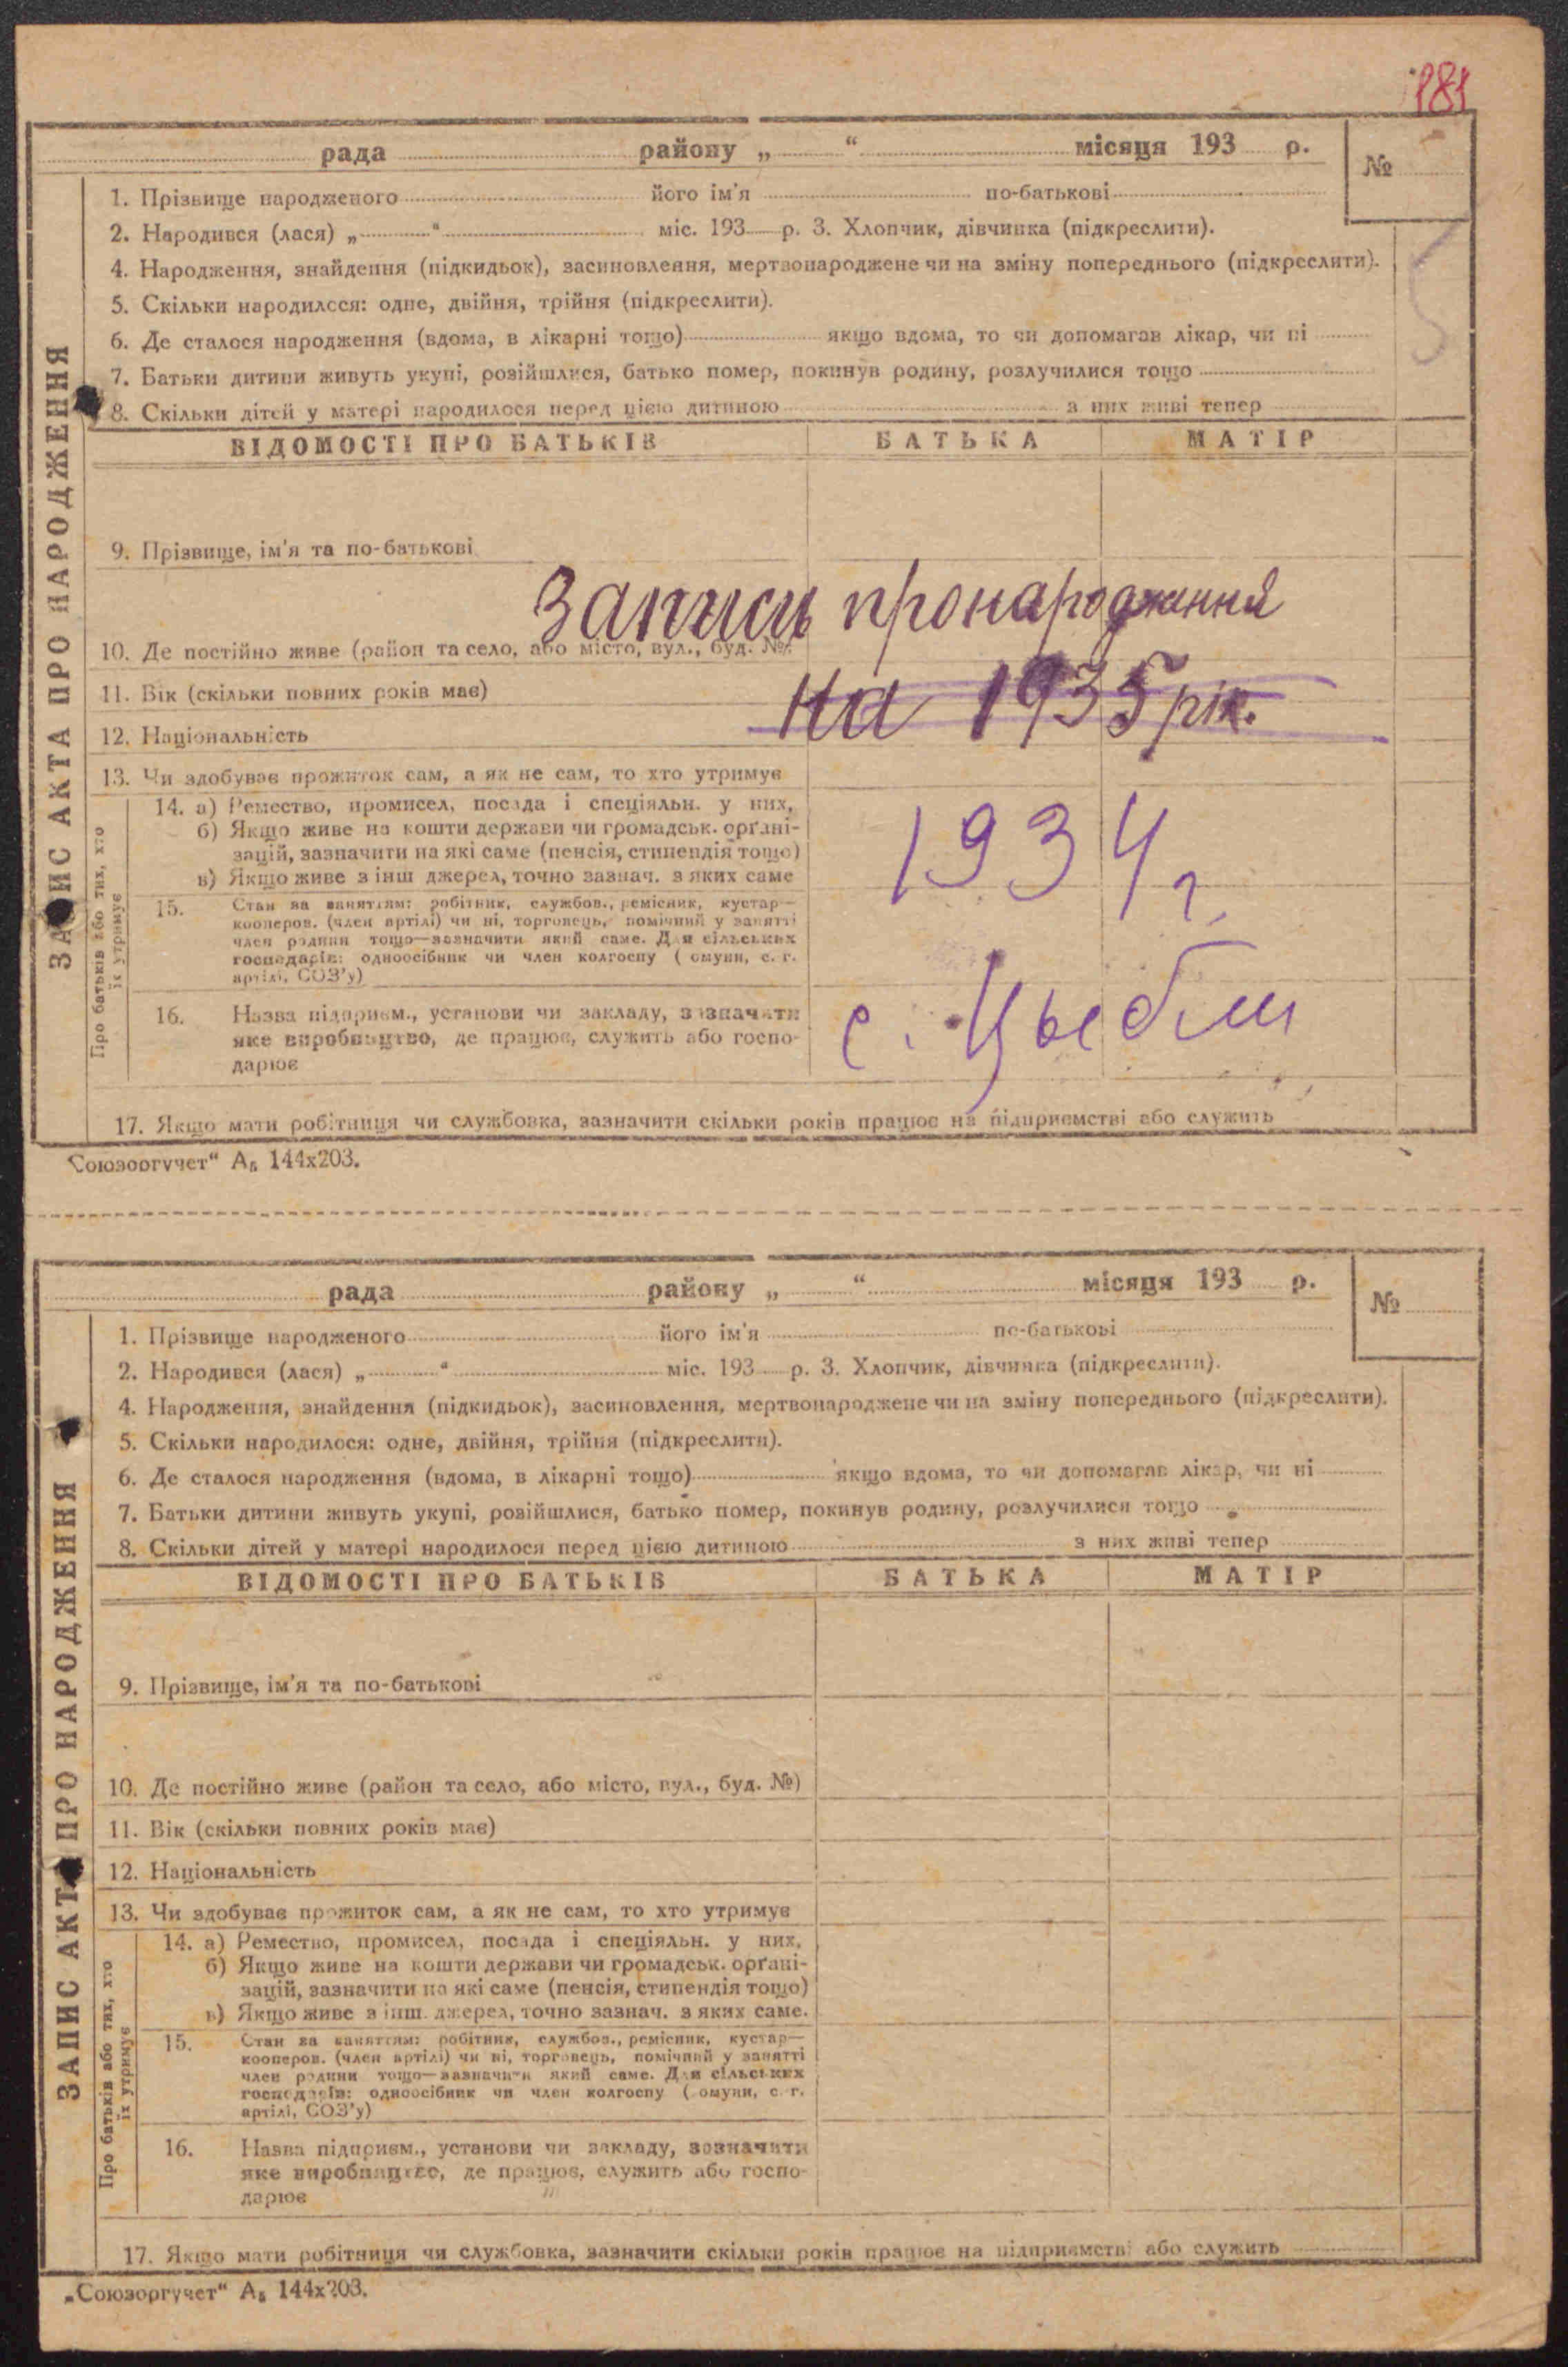 181
рада району „ “ місяця 193 р. №
1. Прізвище народженого його ім'я по-батькові
2. Народився (лася) „ “ міс. 193 р. 3. Хлопчик, дівчинка (підкреслити).
4. Народження, знайдення (підкидьок), засиновлення, мертвонароджене чи на зміну попереднього (підкреслити).
5. Скільки народилося: одне, двійня, трійня (підкреслити).
6. Де сталося народження (вдома, в лікарні тощо) якщо вдома, то чи допомагав лікар, чи ні
7. Батьки дитини живуть укупі, розійшлися, батько помер, покинув родину, розлучилися тощо
8. Скільки дітей у матері народилося перед цією дитиною з них живі тепер
ВІДОМОСТІ ПРО БАТЬКІВ БАТЬКА МАТІР
9. Прізвище, ім'я та по-батькові
Записи пронародження
10. Де постійно живе (район та село, або місто, вул., буд. №)
11. Вік (скільки повних років має)
на 1935 рік.
12. Національність
13. Чи здобуває прожиток сам, а як не сам, то хто утримує
14. а) Ремество, промисел, посада і спеціяльн. у них,
б) Якщо живе на кошти держави чи громадськ. орґані-
зацій, зазначити на які саме (пенсія, стипендія тощо)
в) Якщо живе з інш джерел, точно зазнач. з яких саме
1934 г.
15. Стан за заняттям: робітник, службов., ремісник, кустар—
кооперов. (член артілі) чи ні, торговець, помічний у занятті
член родини тощо—зазначити який саме. Для сільських
господарів: одноосібник чи член колгоспу (омуни, с. г.
артілі, СОЗ'у)
16. Назва підприєм., установи чи закладу, зазначити
яке виробництво, де працює, служить або госпо-
дарює
с. Цыбли
17. Якщо мати робітниця чи службовка, зазначити скільки років працює на підприємстві або служить
ЗАПИС АКТА ПРО НАРОДЖЕННЯ
Про батьків або тих, хто
їх утримує
„Союзоргучет“ А₅ 144х203.
рада району „ “ місяця 193 р. №
1. Прізвище народженого його ім'я по-батькові
2. Народився (лася) „ “ міс. 193 р. 3. Хлопчик, дівчинка (підкреслити).
4. Народження, знайдення (підкидьок), засиновлення, мертвонароджене чи на зміну попереднього (підкреслити).
5. Скільки народилося: одне, двійня, трійня (підкреслити).
6. Де сталося народження (вдома, в лікарні тощо) якщо вдома, то чи допомагав лікар, чи ні
7. Батьки дитини живуть укупі, розійшлися, батько помер, покинув родину, розлучилися тощо
8. Скільки дітей у матері народилося перед цією дитиною з них живі тепер
ВІДОМОСТІ ПРО БАТЬКІВ БАТЬКА МАТІР
9. Прізвище, ім'я та по-батькові
10. Де постійно живе (район та село, або місто, вул., буд. №)
11. Вік (скільки повних років має)
12. Національність
13. Чи здобуває прожиток сам, а як не сам, то хто утримує
14. а) Ремество, промисел, посада і спеціяльн. у них,
б) Якщо живе на кошти держави чи громадськ. орґані-
зацій, зазначити на які саме (пенсія, стипендія тощо)
в) Якщо живе з інш. джерел, точно зазнач. з яких саме.
15. Стан за заняттям: робітник, службов., ремісник, кустар—
кооперов. (член артілі) чи ні, торговець, помічний у занятті
член родини тощо—зазначити який саме. Для сільських
господарів: одноосібник чи член колгоспу (омуни, с. г.
артілі, СОЗ'у)
16. Назва підприєм., установи чи закладу, зазначити
яке виробництво, де працює, служить або госпо-
дарює
17. Якщо мати робітниця чи службовка, зазначити скільки років працює на підприємстві або служить
ЗАПИС АКТА ПРО НАРОДЖЕННЯ
Про батьків або тих, хто
їх утримує
„Союзоргучет“ А₅ 144х203.